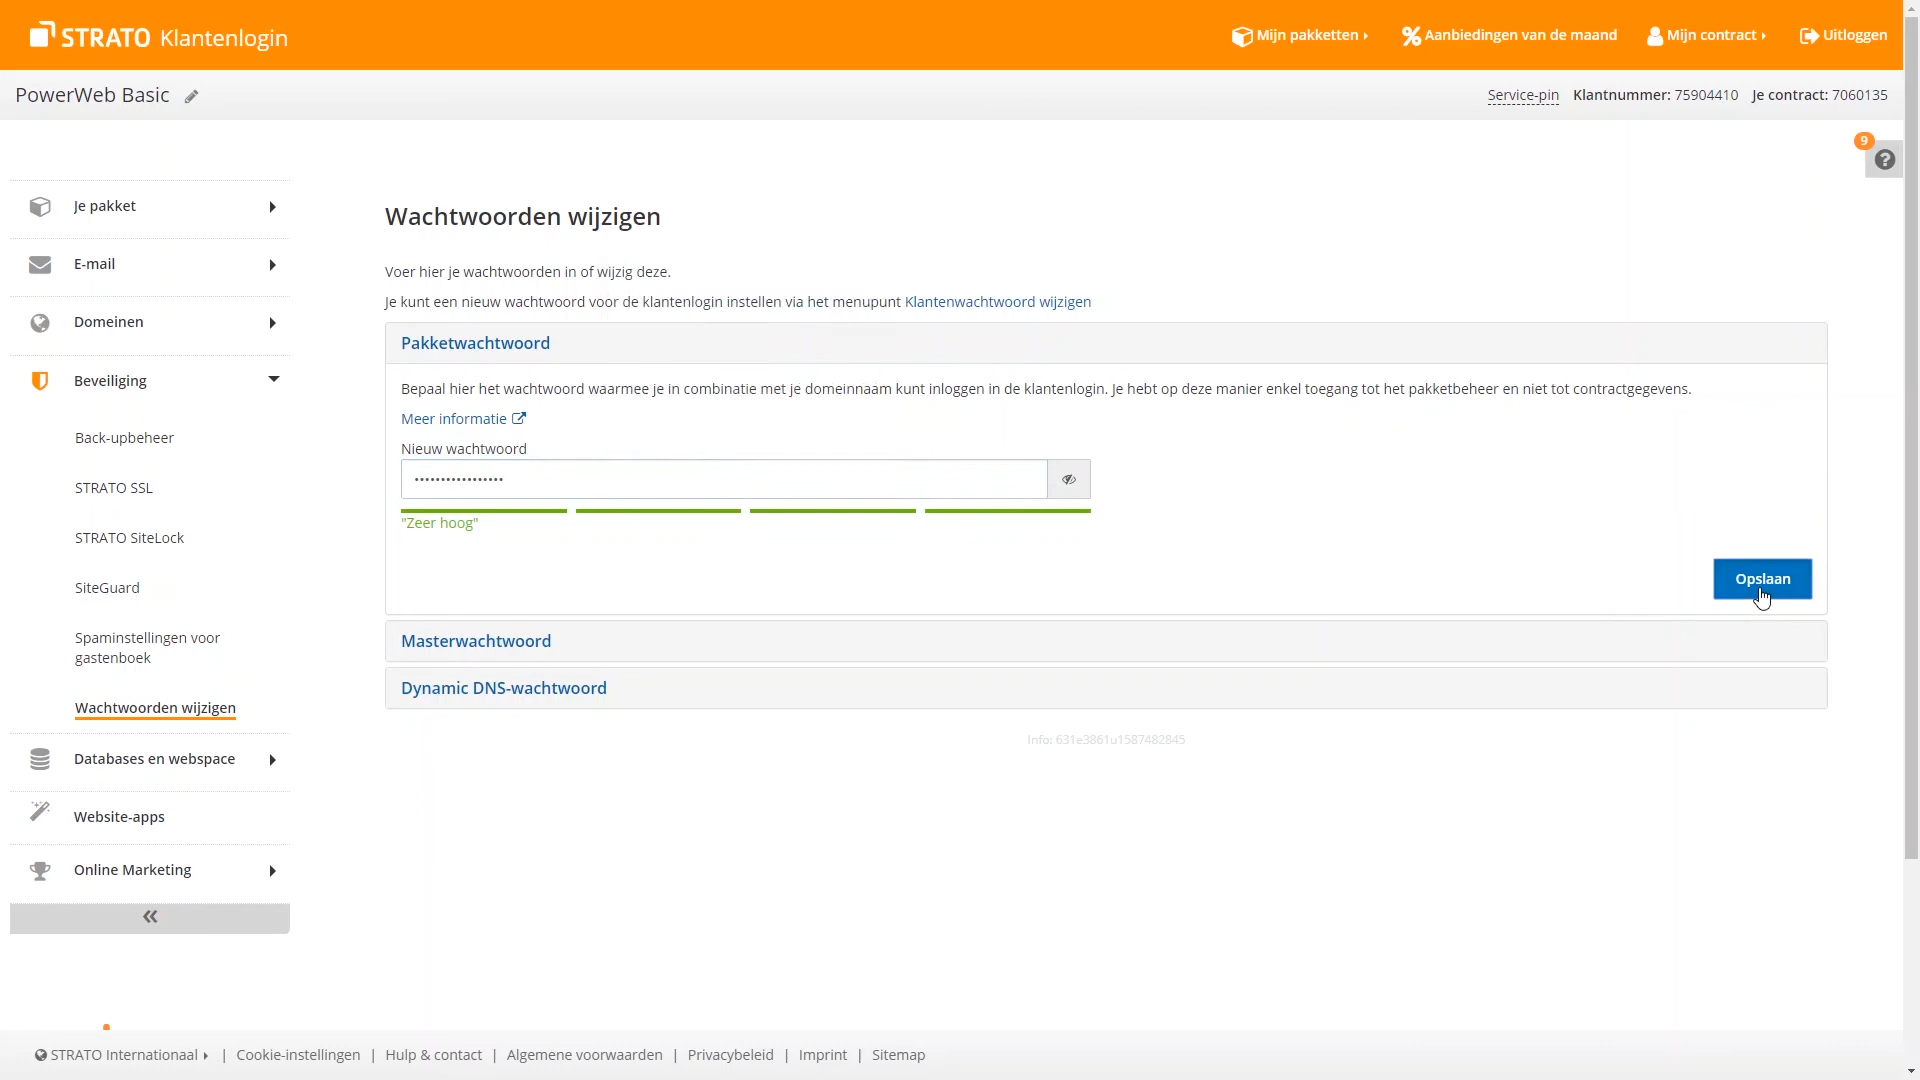 STRATO Klantenlogin
Mijn pakketten
Aanbiedingen van de maand
Mijn contract
Uitloggen
PowerWeb Basic
Service-pin
Klantnummer: 75904410
Je contract: 7060135
9
Je pakket
E-mail
Domeinen
Beveiliging
Back-upbeheer
STRATO SSL
STRATO SiteLock
SiteGuard
Spaminstellingen voor
gastenboek
Wachtwoorden wijzigen
Databases en webspace
Website-apps
Online Marketing
Wachtwoorden wijzigen
Voer hier je wachtwoorden in of wijzig deze.
Je kunt een nieuw wachtwoord voor de klantenlogin instellen via het menupunt Klantenwachtwoord wijzigen
Pakketwachtwoord
Bepaal hier het wachtwoord waarmee je in combinatie met je domeinnaam kunt inloggen in de klantenlogin. Je hebt op deze manier enkel toegang tot het pakketbeheer en niet tot contractgegevens.
Meer informatie
Nieuw wachtwoord
•••••••••••••••••
"Zeer hoog"
Opslaan
Masterwachtwoord
Dynamic DNS-wachtwoord
Info: 631e3861u1587482845
STRATO Internationaal | Cookie-instellingen | Hulp & contact | Algemene voorwaarden | Privacybeleid | Imprint | Sitemap